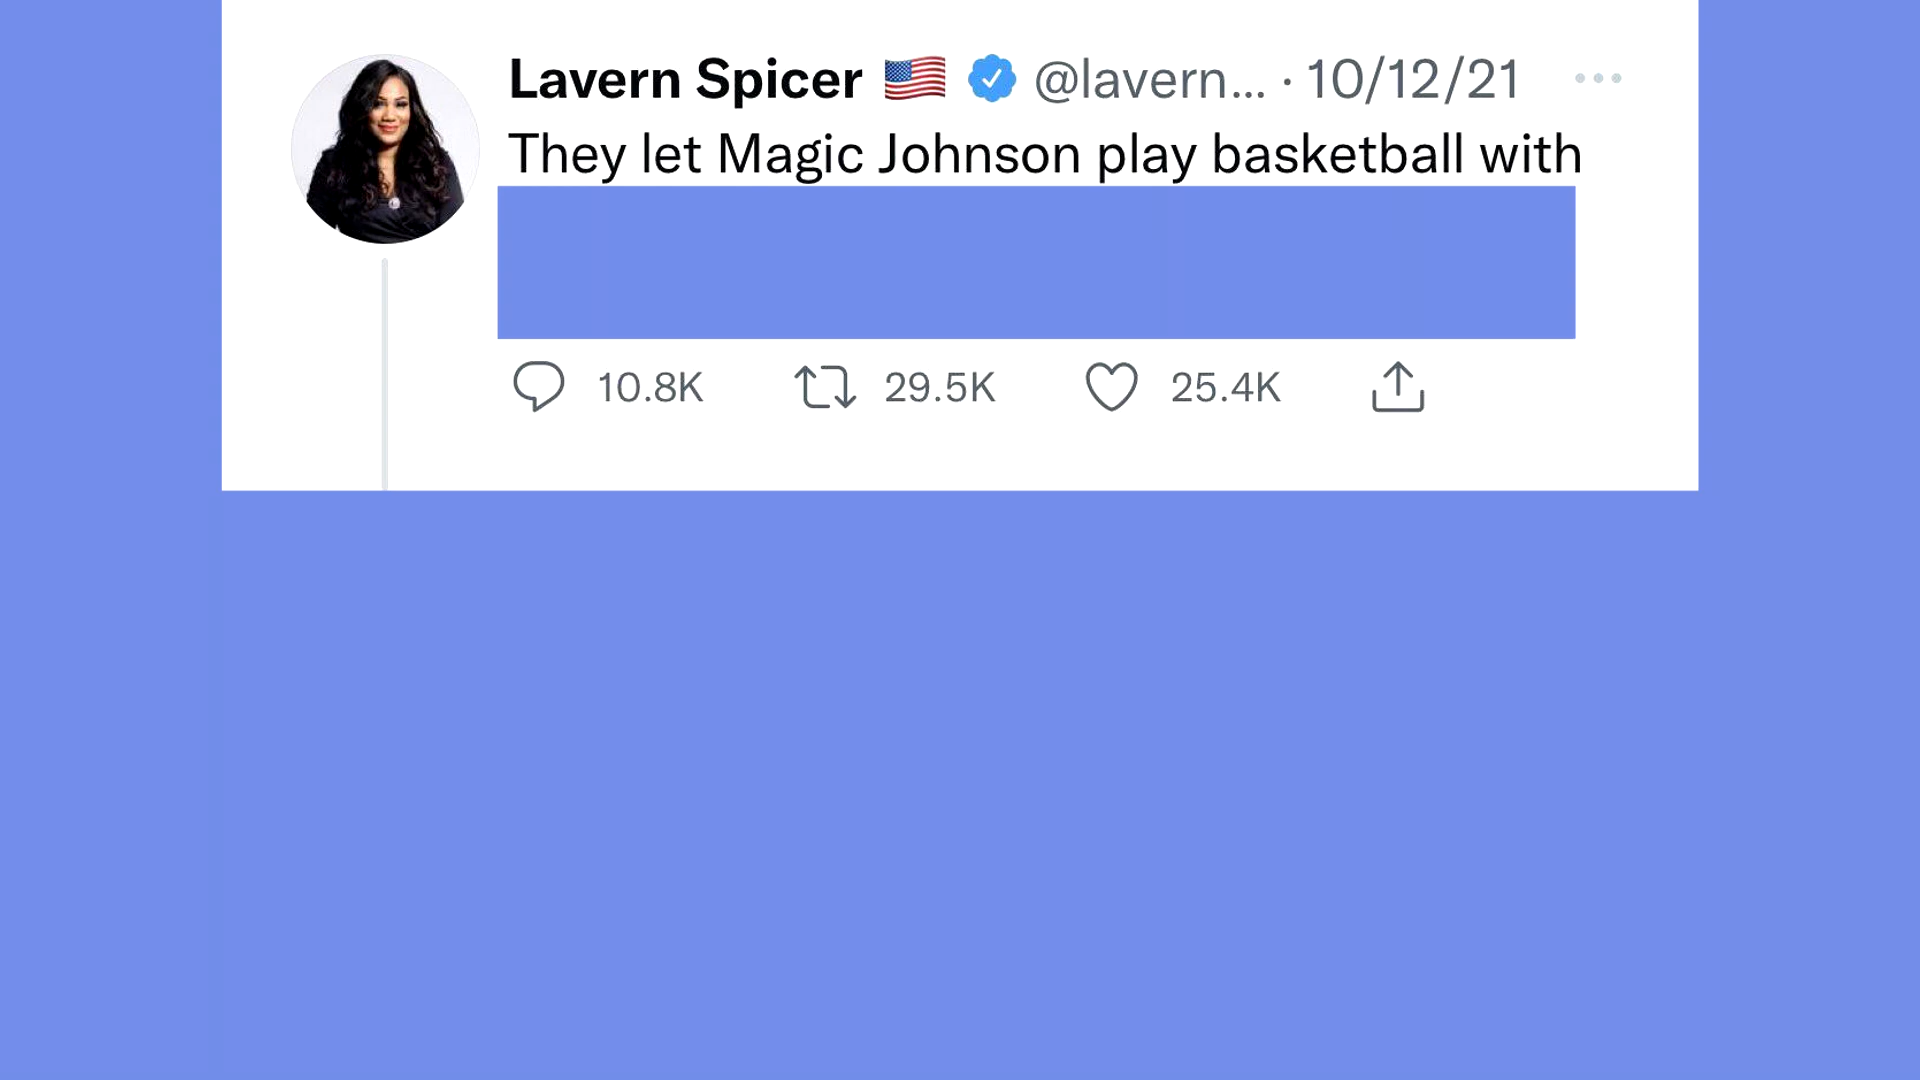 Lavern Spicer 🇺🇸 @lavern... · 10/12/21
They let Magic Johnson play basketball with
10.8K 29.5K 25.4K